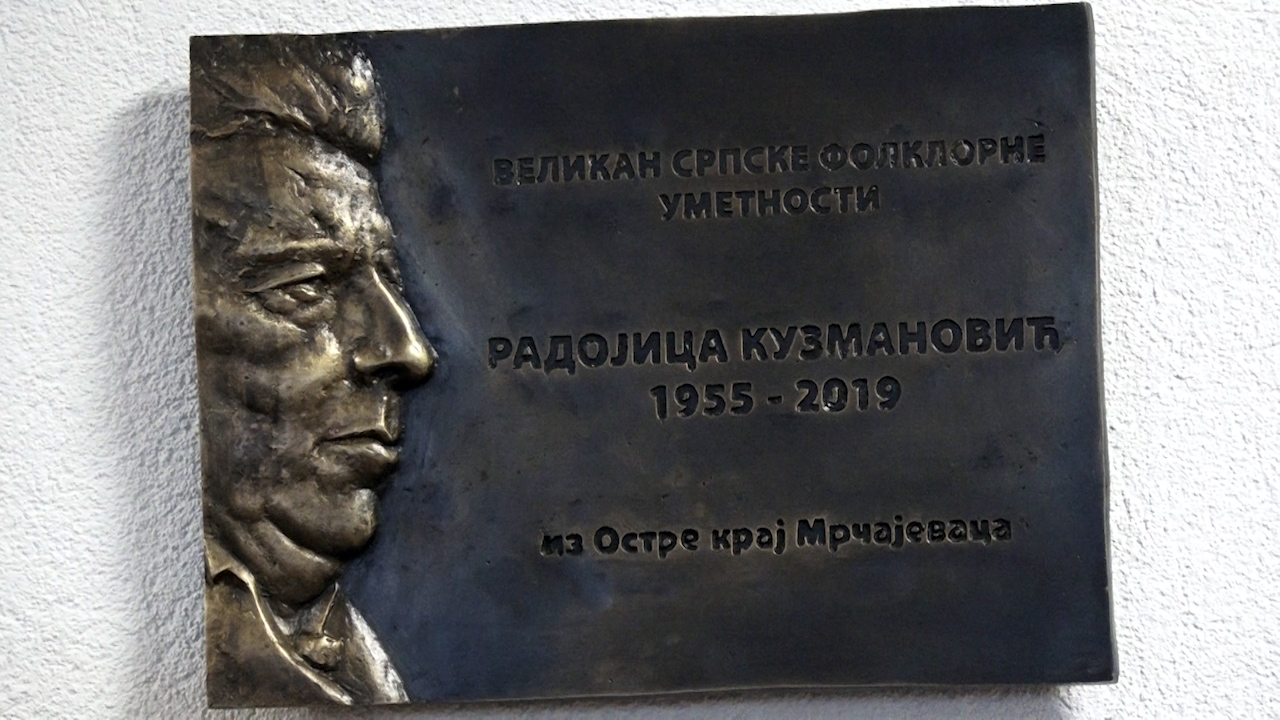 ВЕЛИКАН СРПСКЕ ФОЛКЛОРНЕ
УМЕТНОСТИ
РАДОЈИЦА КУЗМАНОВИЋ
1955 - 2019
из Остре крај Мрчајеваца